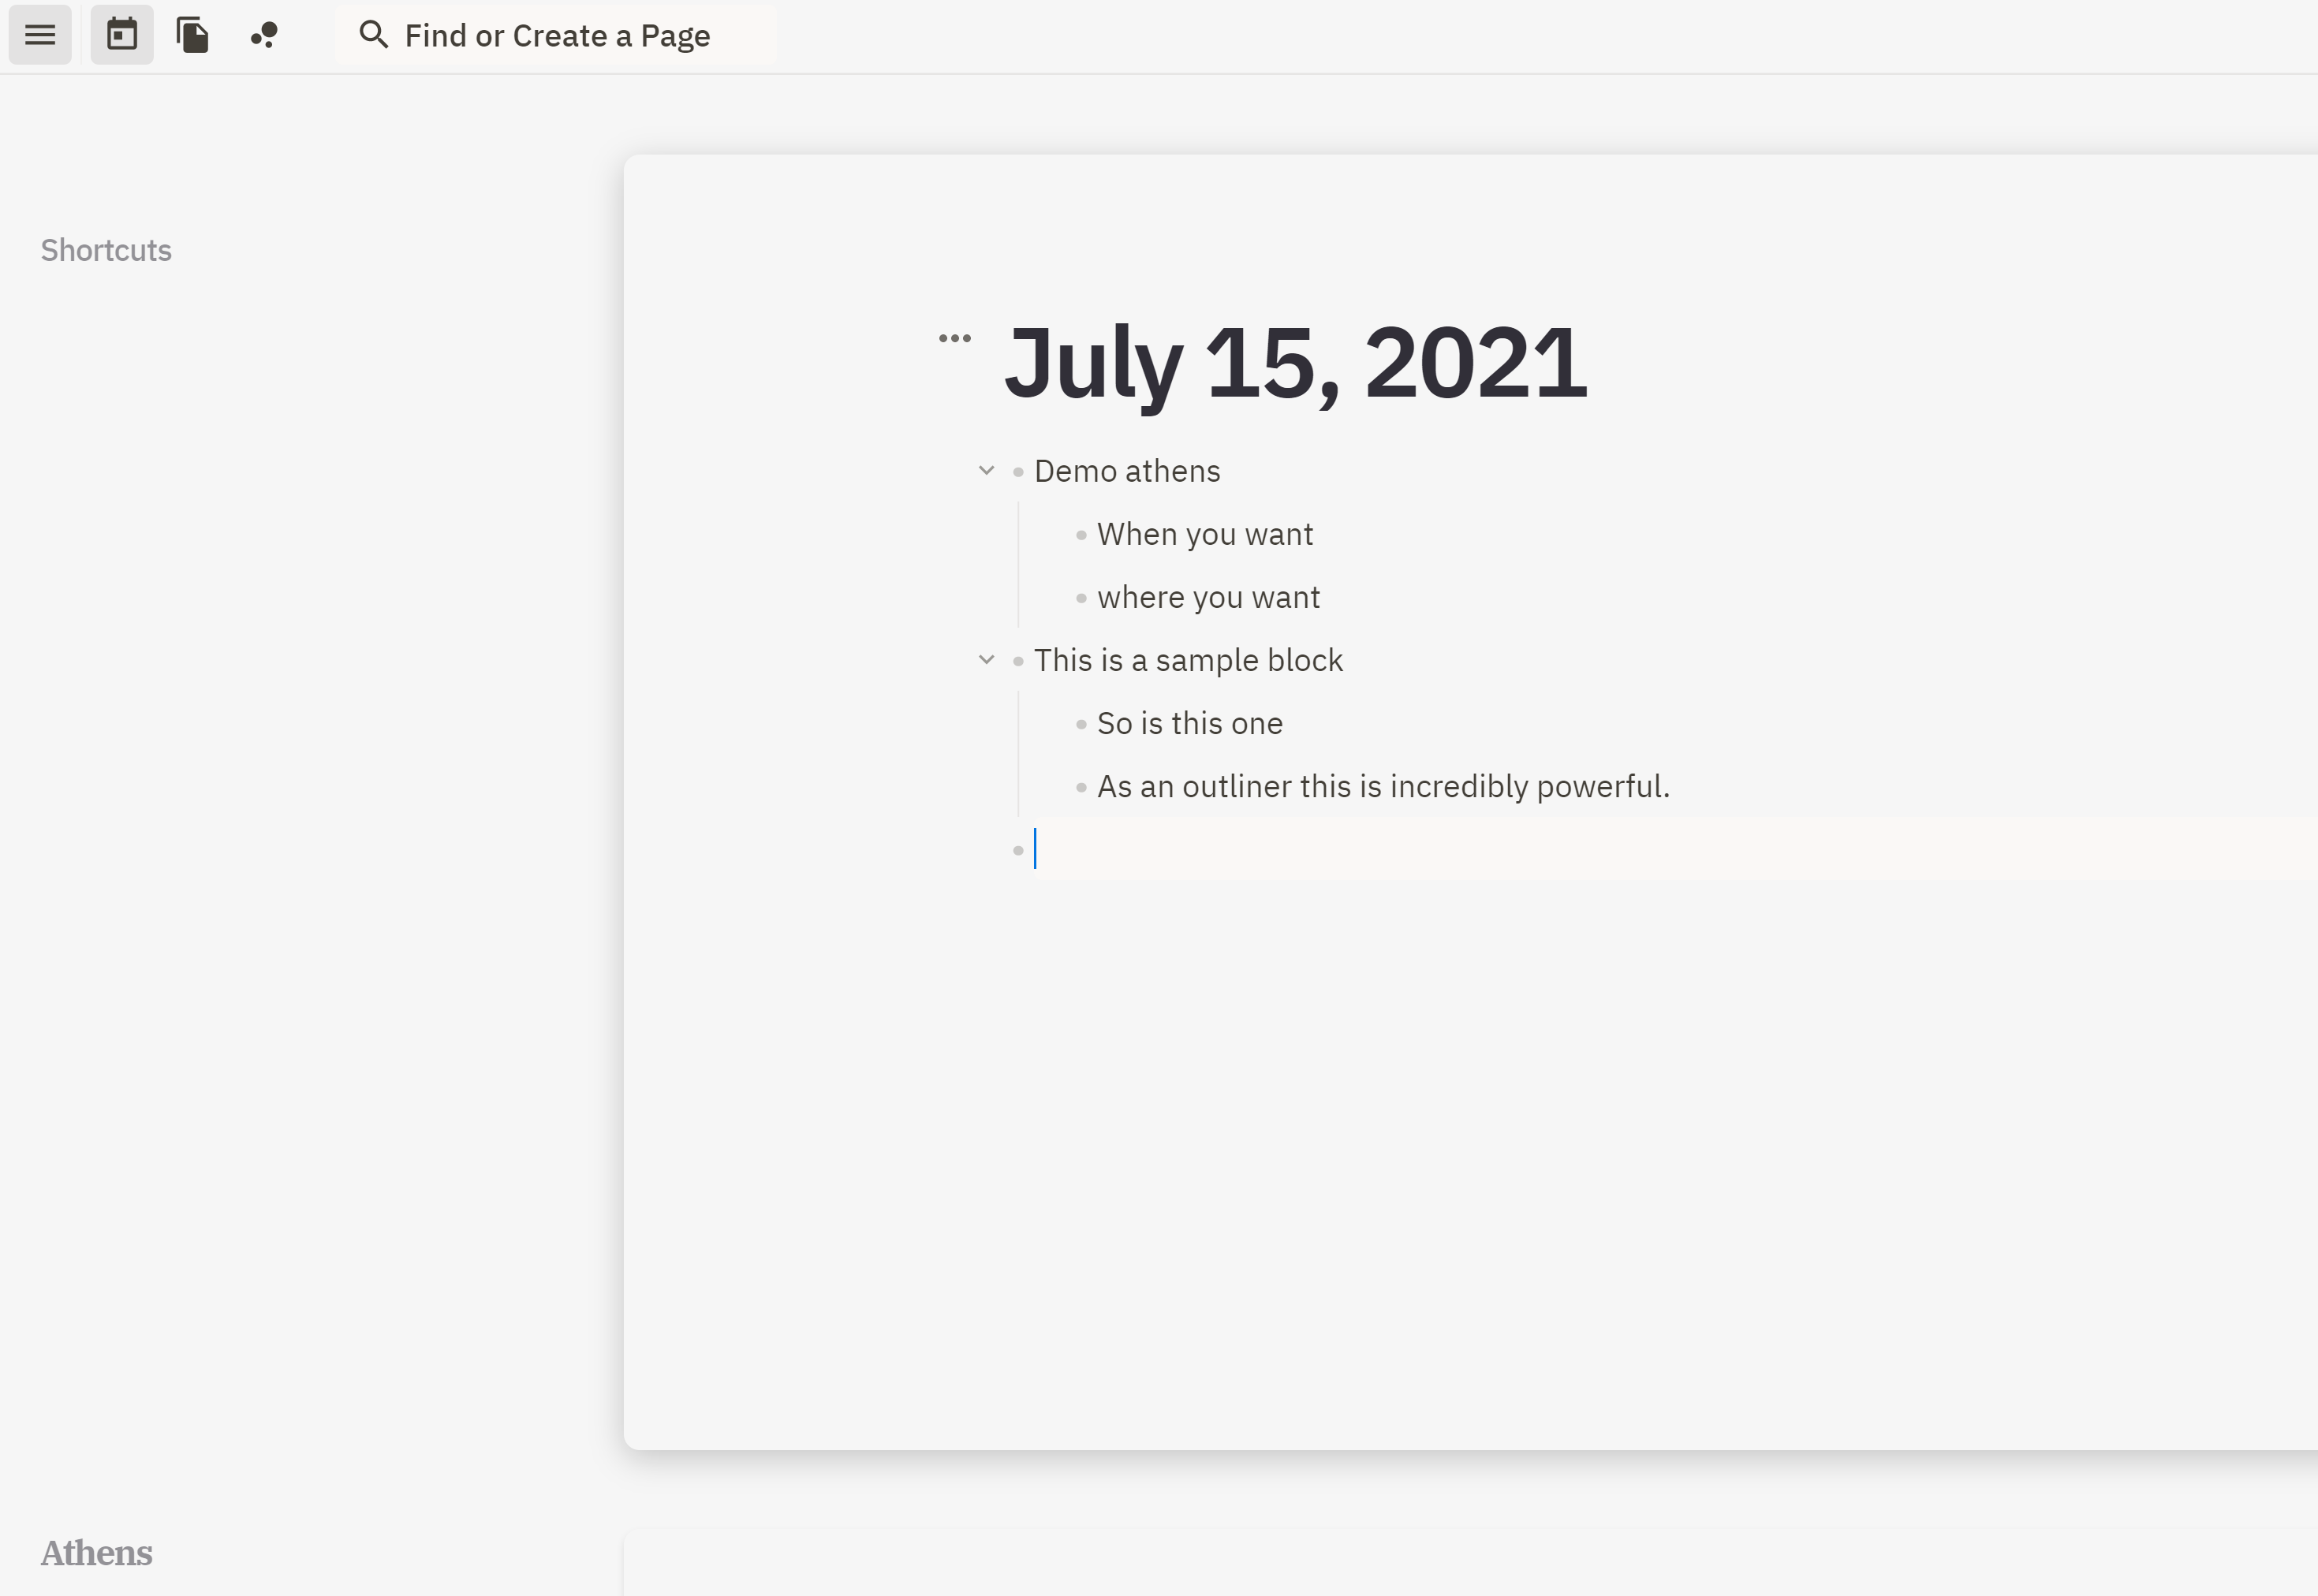 Find or Create a Page
Shortcuts
July 15, 2021
Demo athens
When you want
where you want
This is a sample block
So is this one
As an outliner this is incredibly powerful.
Athens